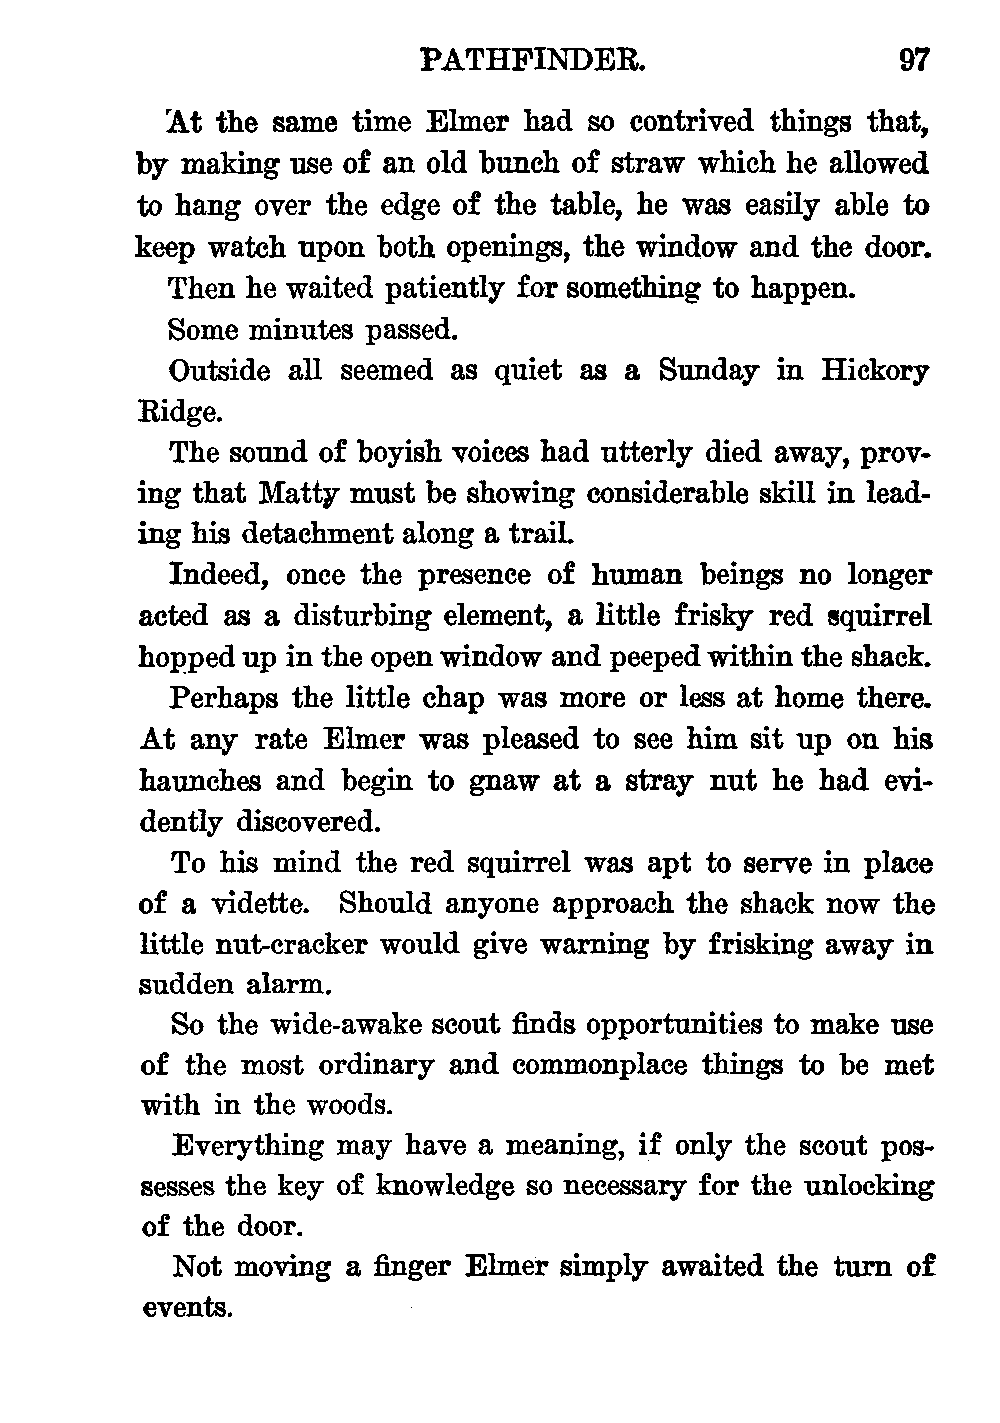 PATHFINDER. 97
At the same time Elmer had so contrived things that,
by making use of an old bunch of straw which he allowed
to hang over the edge of the table, he was easily able to
keep watch upon both openings, the window and the door.
Then he waited patiently for something to happen.
Some minutes passed.
Outside all seemed as quiet as a Sunday in Hickory
Ridge.
The sound of boyish voices had utterly died away, prov-
ing that Matty must be showing considerable skill in lead-
ing his detachment along a trail.
Indeed, once the presence of human beings no longer
acted as a disturbing element, a little frisky red squirrel
hopped up in the open window and peeped within the shack.
Perhaps the little chap was more or less at home there.
At any rate Elmer was pleased to see him sit up on his
haunches and begin to gnaw at a stray nut he had evi-
dently discovered.
To his mind the red squirrel was apt to serve in place
of a vidette. Should anyone approach the shack now the
little nut-cracker would give warning by frisking away in
sudden alarm.
So the wide-awake scout finds opportunities to make use
of the most ordinary and commonplace things to be met
with in the woods.
Everything may have a meaning, if only the scout pos-
sesses the key of knowledge so necessary for the unlocking
of the door.
Not moving a finger Elmer simply awaited the turn of
events.